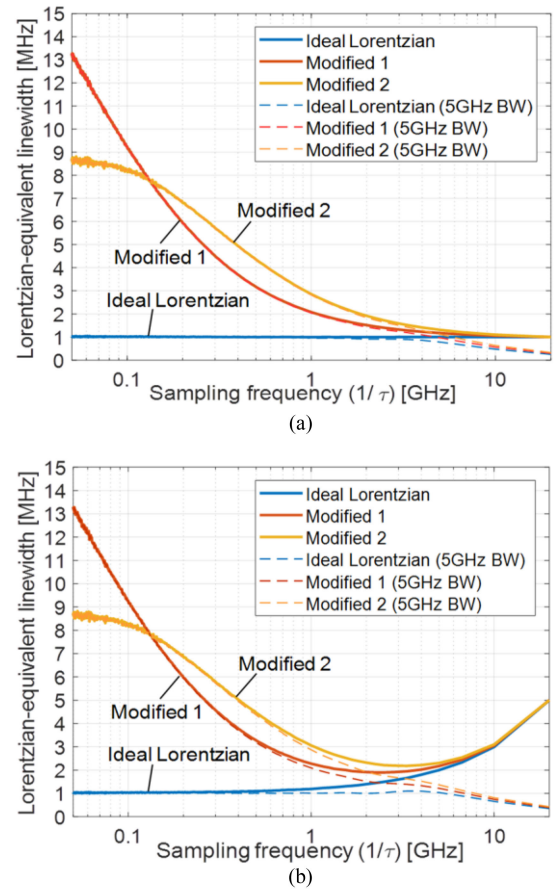 15
14
13
12
11
10
9
8
7
6
5
4
3
2
1
0
Lorentzian-equivalent linewidth [MHz]
Ideal Lorentzian
Modified 1
Modified 2
Ideal Lorentzian (5GHz BW)
Modified 1 (5GHz BW)
Modified 2 (5GHz BW)
Modified 2
Modified 1
Ideal Lorentzian
0.1
1
10
Sampling frequency (1/ τ) [GHz]
(a)
15
14
13
12
11
10
9
8
7
6
5
4
3
2
1
0
Lorentzian-equivalent linewidth [MHz]
Ideal Lorentzian
Modified 1
Modified 2
Ideal Lorentzian (5GHz BW)
Modified 1 (5GHz BW)
Modified 2 (5GHz BW)
Modified 2
Modified 1
Ideal Lorentzian
0.1
1
10
Sampling frequency (1/τ) [GHz]
(b)